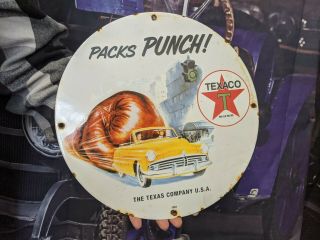 PACKS PUNCH!
TEXACO
T
THE TEXAS COMPANY U.S.A.